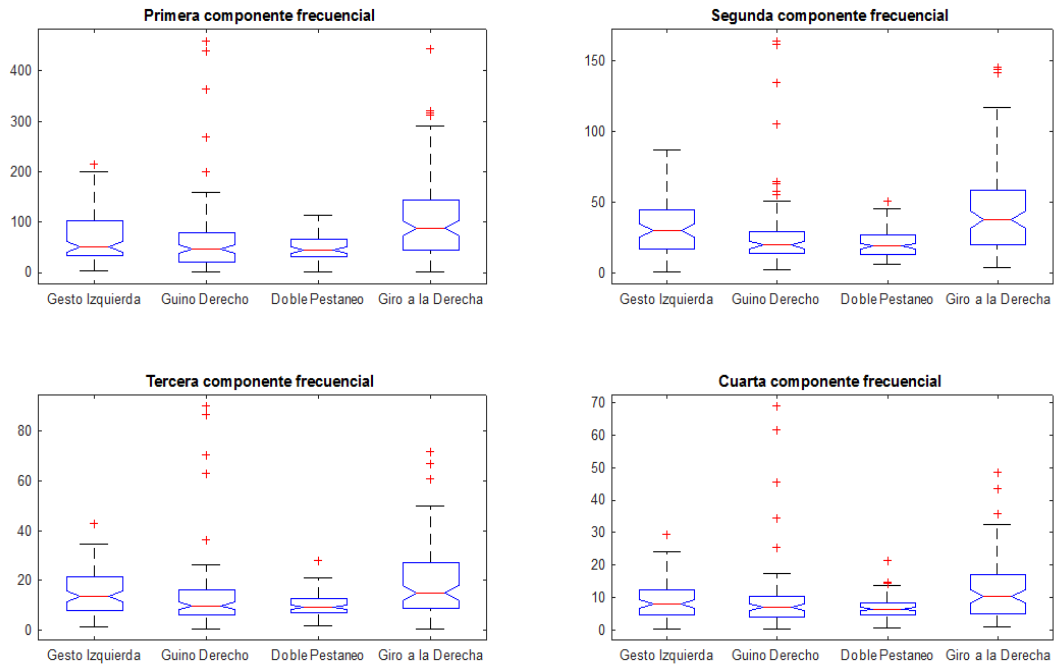 Primera componente frecuencial
400
300
200
100
0
Gesto Izquierda Guino Derecho Doble Pestaneo Giro a la Derecha
Segunda componente frecuencial
150
100
50
0
Gesto Izquierda Guino Derecho Doble Pestaneo Giro a la Derecha
Tercera componente frecuencial
80
60
40
20
0
Gesto Izquierda Guino Derecho Doble Pestaneo Giro a la Derecha
Cuarta componente frecuencial
70
60
50
40
30
20
10
0
Gesto Izquierda Guino Derecho Doble Pestaneo Giro a la Derecha